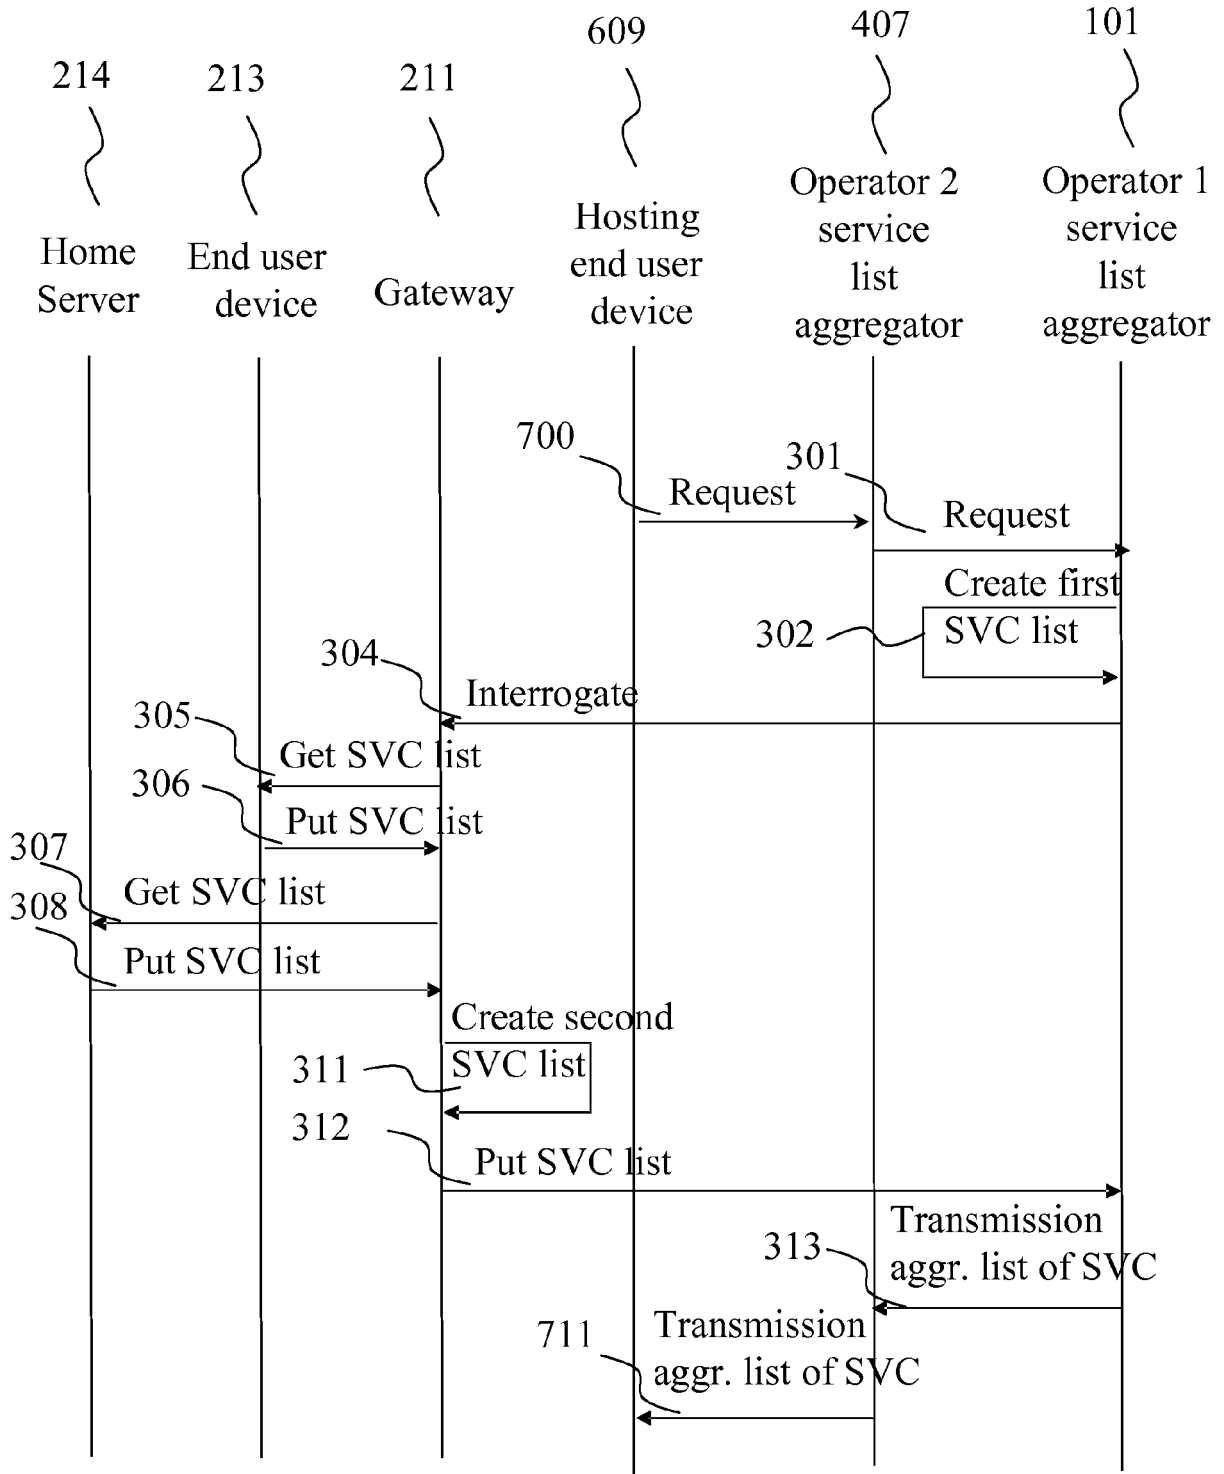 609
407
101
214
213
211
Operator 2
service
list
aggregator
Operator 1
service
list
aggregator
Hosting
end user
device
Home
Server
End user
device
Gateway
700
Request
301
Request
Create first
SVC list
302
304
Interrogate
305
Get SVC list
306
Put SVC list
307
Get SVC list
308
Put SVC list
Create second
SVC list
311
312
Put SVC list
Transmission
aggr. list of SVC
313
Transmission
aggr. list of SVC
711